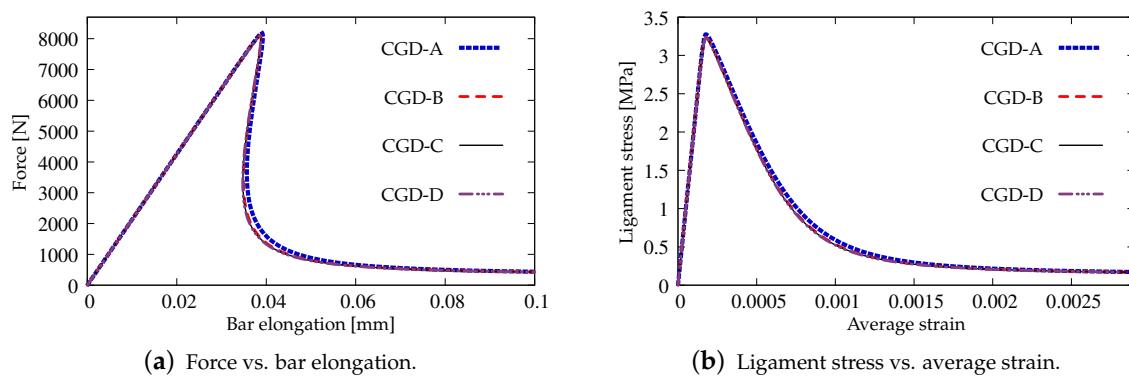 8000
7000
6000
5000
4000
3000
2000
1000
0
Force [N]
CGD-A
CGD-B
CGD-C
CGD-D
0 0.02 0.04 0.06 0.08 0.1
Bar elongation [mm]
(a) Force vs. bar elongation.
3.5
3
2.5
2
1.5
1
0.5
0
Ligament stress [MPa]
CGD-A
CGD-B
CGD-C
CGD-D
0 0.0005 0.001 0.0015 0.002 0.0025
Average strain
(b) Ligament stress vs. average strain.